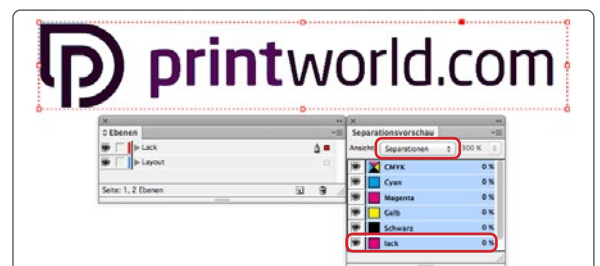 printworld.com
Ebenen
Lack
Layout
Seite: 1, 2 Ebenen
Separationsvorschau
Ansicht: Separationen 300 %
CMYK 0 %
Cyan 0 %
Magenta 0 %
Gelb 0 %
Schwarz 0 %
lack 0 %